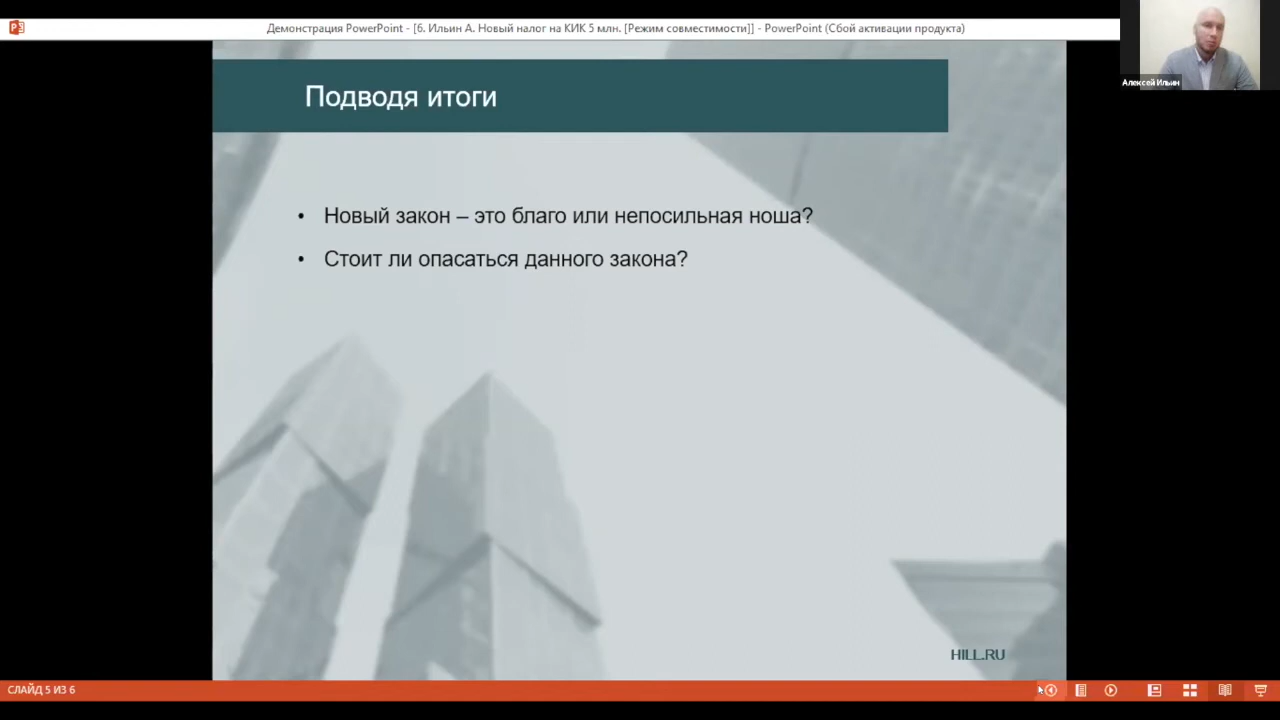 Демонстрация PowerPoint - [6. Ильин А. Новый налог на КИК 5 млн. [Режим совместимости]] - PowerPoint (Сбой активации продукта)
Алексей Ильин
Подводя итоги
• Новый закон – это благо или непосильная ноша?
• Стоит ли опасаться данного закона?
HILL.RU
СЛАЙД 5 ИЗ 6